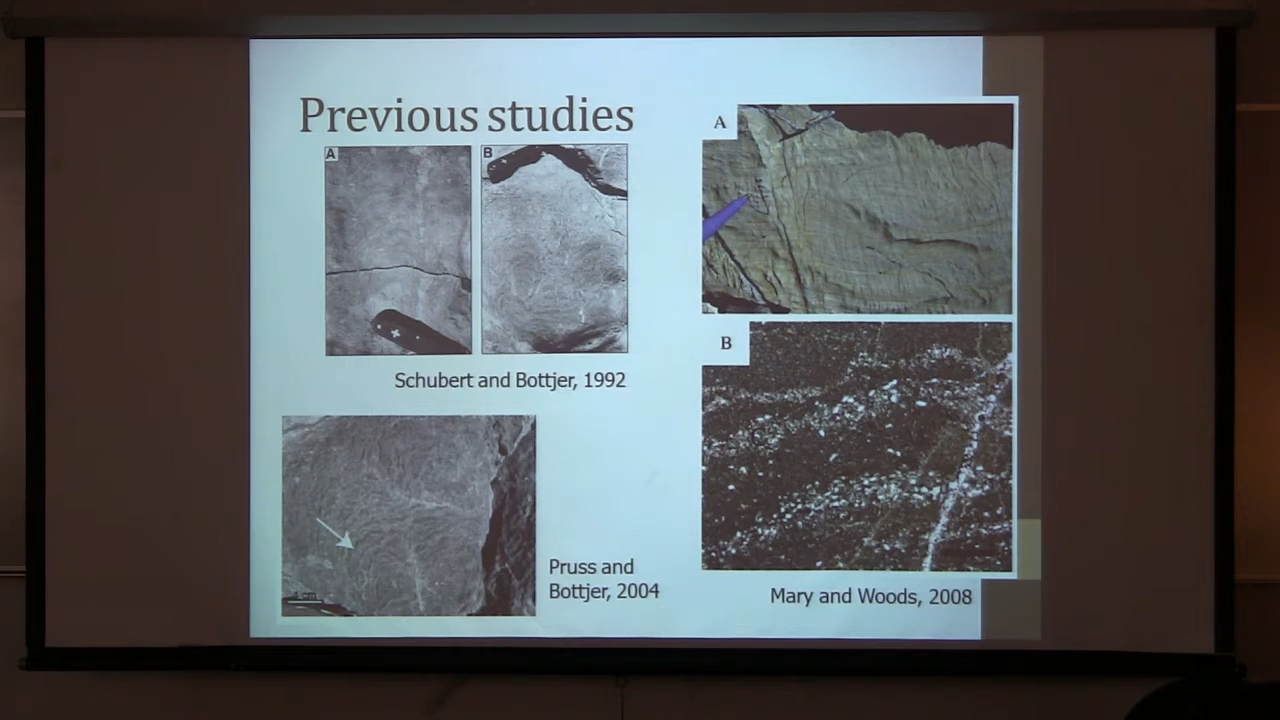 Previous studies
A
B
Schubert and Bottjer, 1992
Pruss and
Bottjer, 2004
A
B
Mary and Woods, 2008